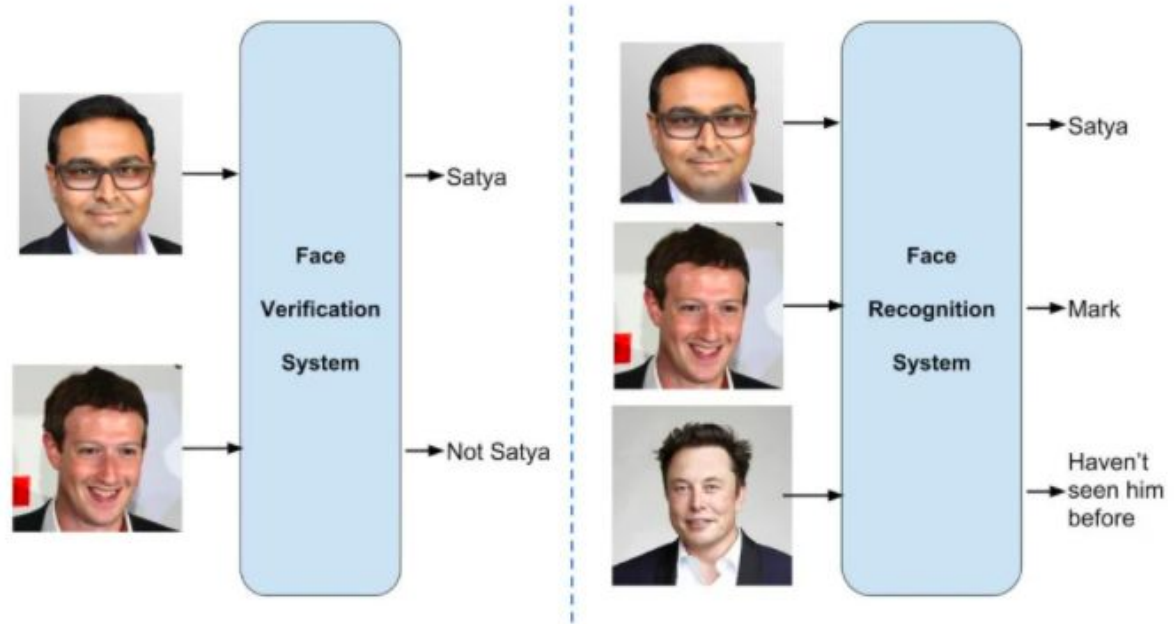 Face
Verification
System
Satya
Not Satya
Face
Recognition
System
Satya
Mark
Haven't
seen him
before